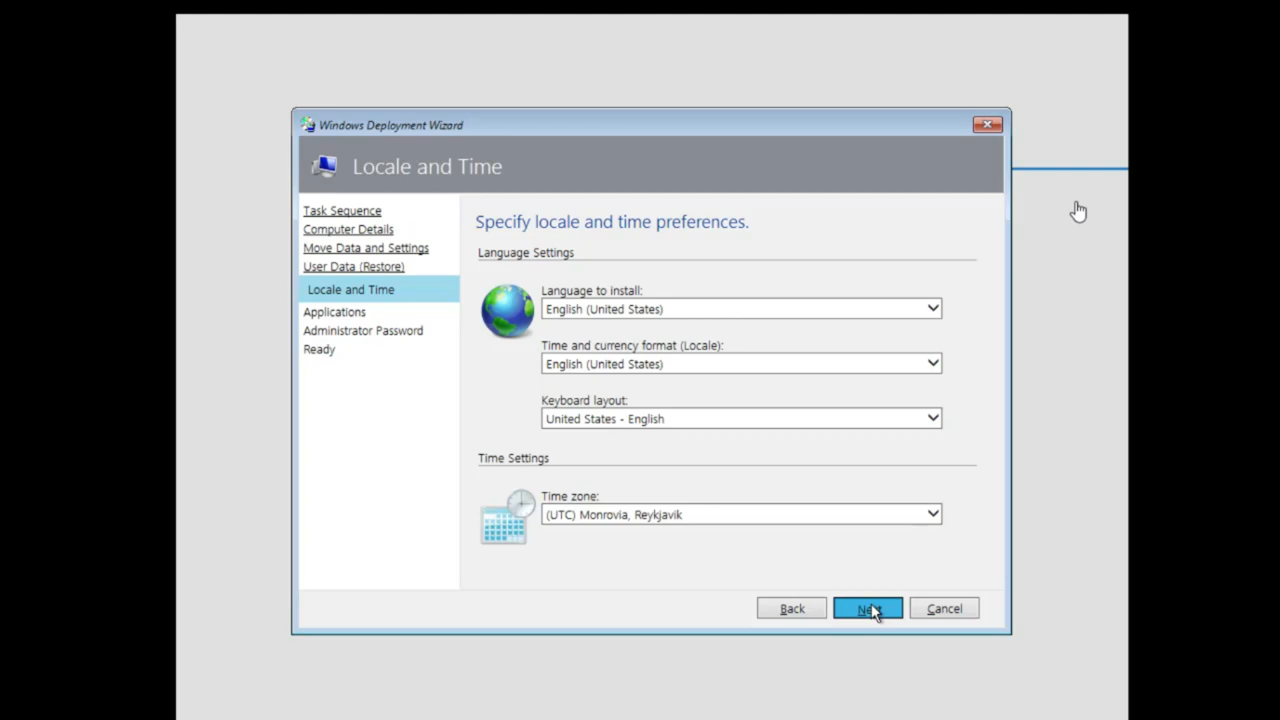 Windows Deployment Wizard
Locale and Time
Task Sequence
Computer Details
Move Data and Settings
User Data (Restore)
Locale and Time
Applications
Administrator Password
Ready
Specify locale and time preferences.
Language Settings
Language to install:
English (United States)
Time and currency format (Locale):
English (United States)
Keyboard layout:
United States - English
Time Settings
Time zone:
(UTC) Monrovia, Reykjavik
Back Next Cancel